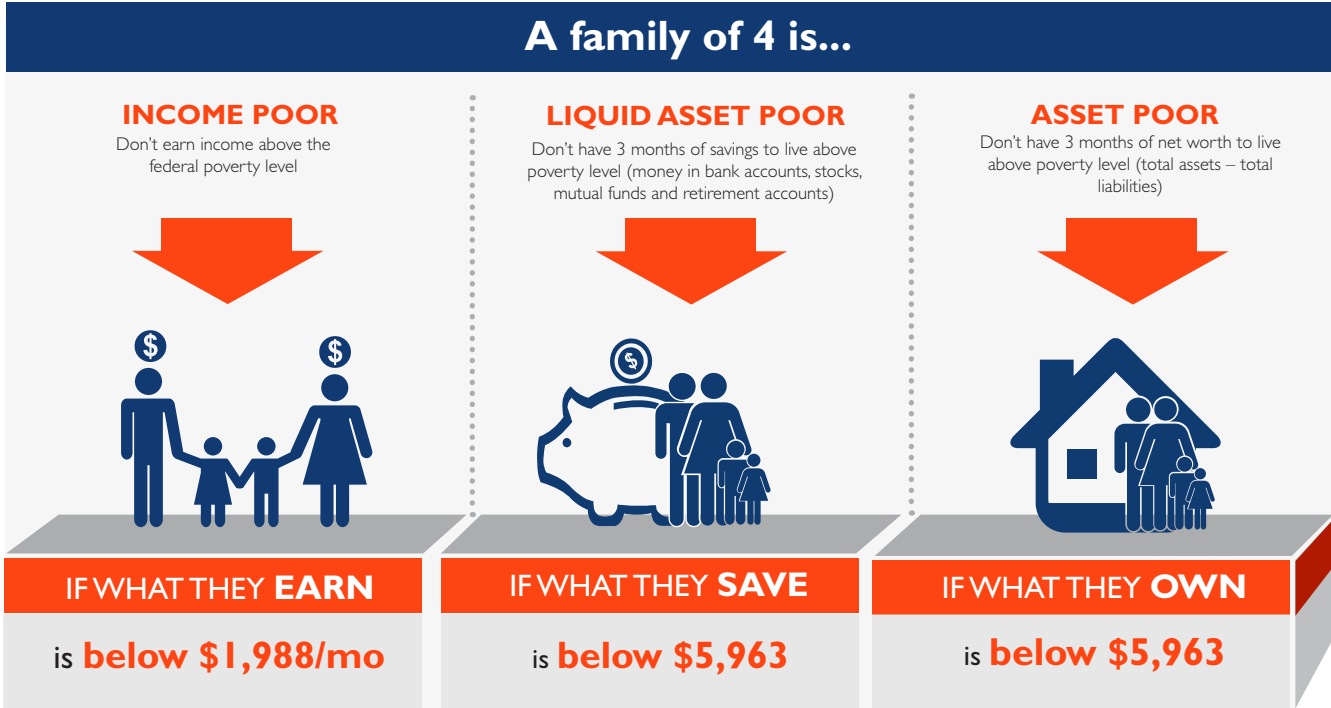 A family of 4 is...
INCOME POOR
Don't earn income above the
federal poverty level
$
$
IF WHAT THEY EARN
is below $1,988/mo
LIQUID ASSET POOR
Don't have 3 months of savings to live above
poverty level (money in bank accounts, stocks,
mutual funds and retirement accounts)
$
IF WHAT THEY SAVE
is below $5,963
ASSET POOR
Don't have 3 months of net worth to live
above poverty level (total assets – total
liabilities)
IF WHAT THEY OWN
is below $5,963